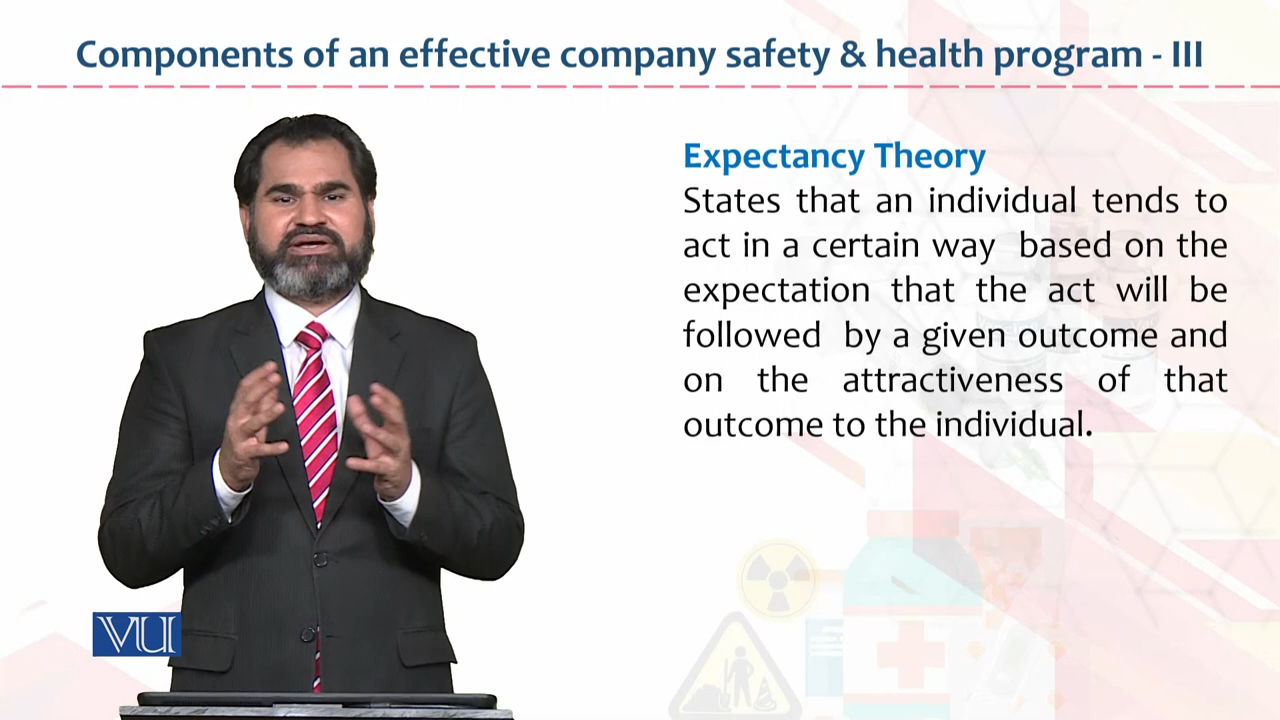 Components of an effective company safety & health program - III
Expectancy Theory
States that an individual tends to
act in a certain way based on the
expectation that the act will be
followed by a given outcome and
on the attractiveness of that
outcome to the individual.
VU